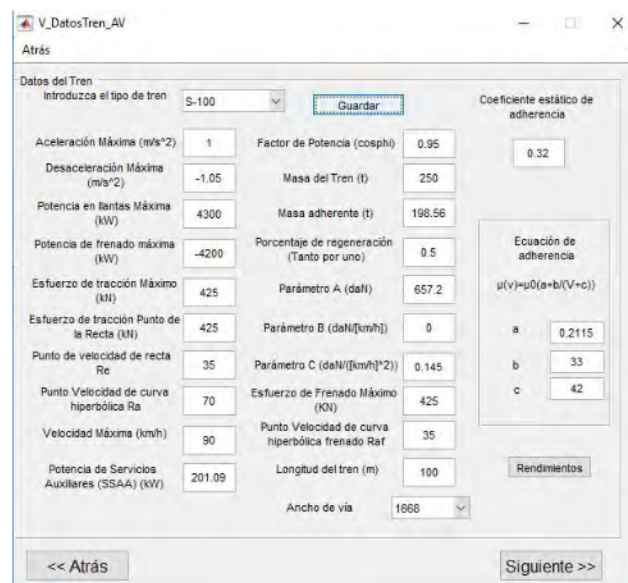 V_DatosTren_AV
Atrás
Datos del Tren
Introduzca el tipo de tren
S-100
Guardar
Coeficiente estático de
adherencia
0.32
Aceleración Máxima (m/s^2)
1
Factor de Potencia (cosphi)
0.95
Desaceleración Máxima
(m/s^2)
-1.05
Masa del Tren (t)
250
Potencia en llantas Máxima
(kW)
4300
Masa adherente (t)
198.56
Potencia de frenado máxima
(kW)
-4200
Porcentaje de regeneración
(Tanto por uno)
0.5
Esfuerzo de tracción Máximo
(kN)
425
Parámetro A (daN)
657.2
Esfuerzo de tracción Punto de
la Recta (kN)
425
Parámetro B (daN/[km/h])
0
Punto de velocidad de recta
Re
35
Parámetro C (daN/([km/h]^2))
0.145
Punto Velocidad de curva
hiperbólica Ra
70
Esfuerzo de Frenado Máximo
(KN)
425
Velocidad Máxima (km/h)
90
Punto Velocidad de curva
hiperbólica frenado Raf
35
Potencia de Servicios
Auxiliares (SSAA) (kW)
201.09
Longitud del tren (m)
100
Ancho de vía
1668
Ecuación de
adherencia
μ(v)=μ0(a+b/(V+c))
a
0.2115
b
33
c
42
Rendimientos
<< Atrás
Siguiente >>